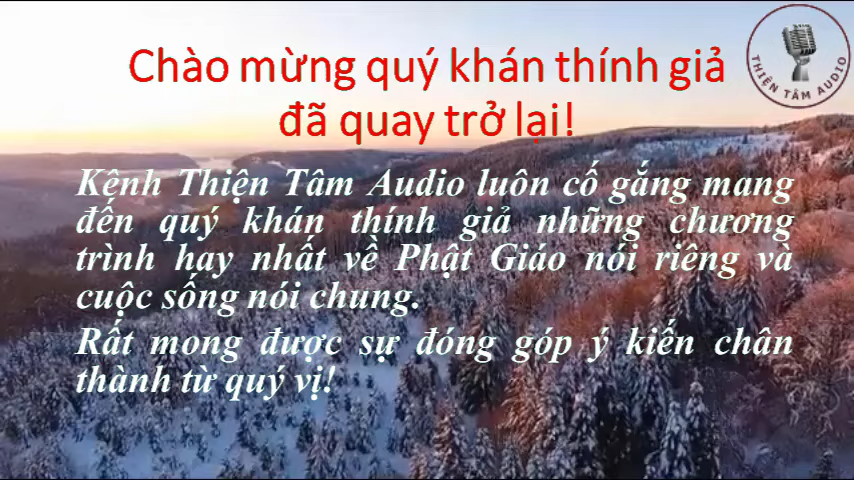 Chào mừng quý khán thính giả
đã quay trở lại!
THIỆN TÂM AUDIO
Kênh Thiện Tâm Audio luôn cố gắng mang
đến quý khán thính giả những chương
trình hay nhất về Phật Giáo nói riêng và
cuộc sống nói chung.
Rất mong được sự đóng góp ý kiến chân
thành từ quý vị!